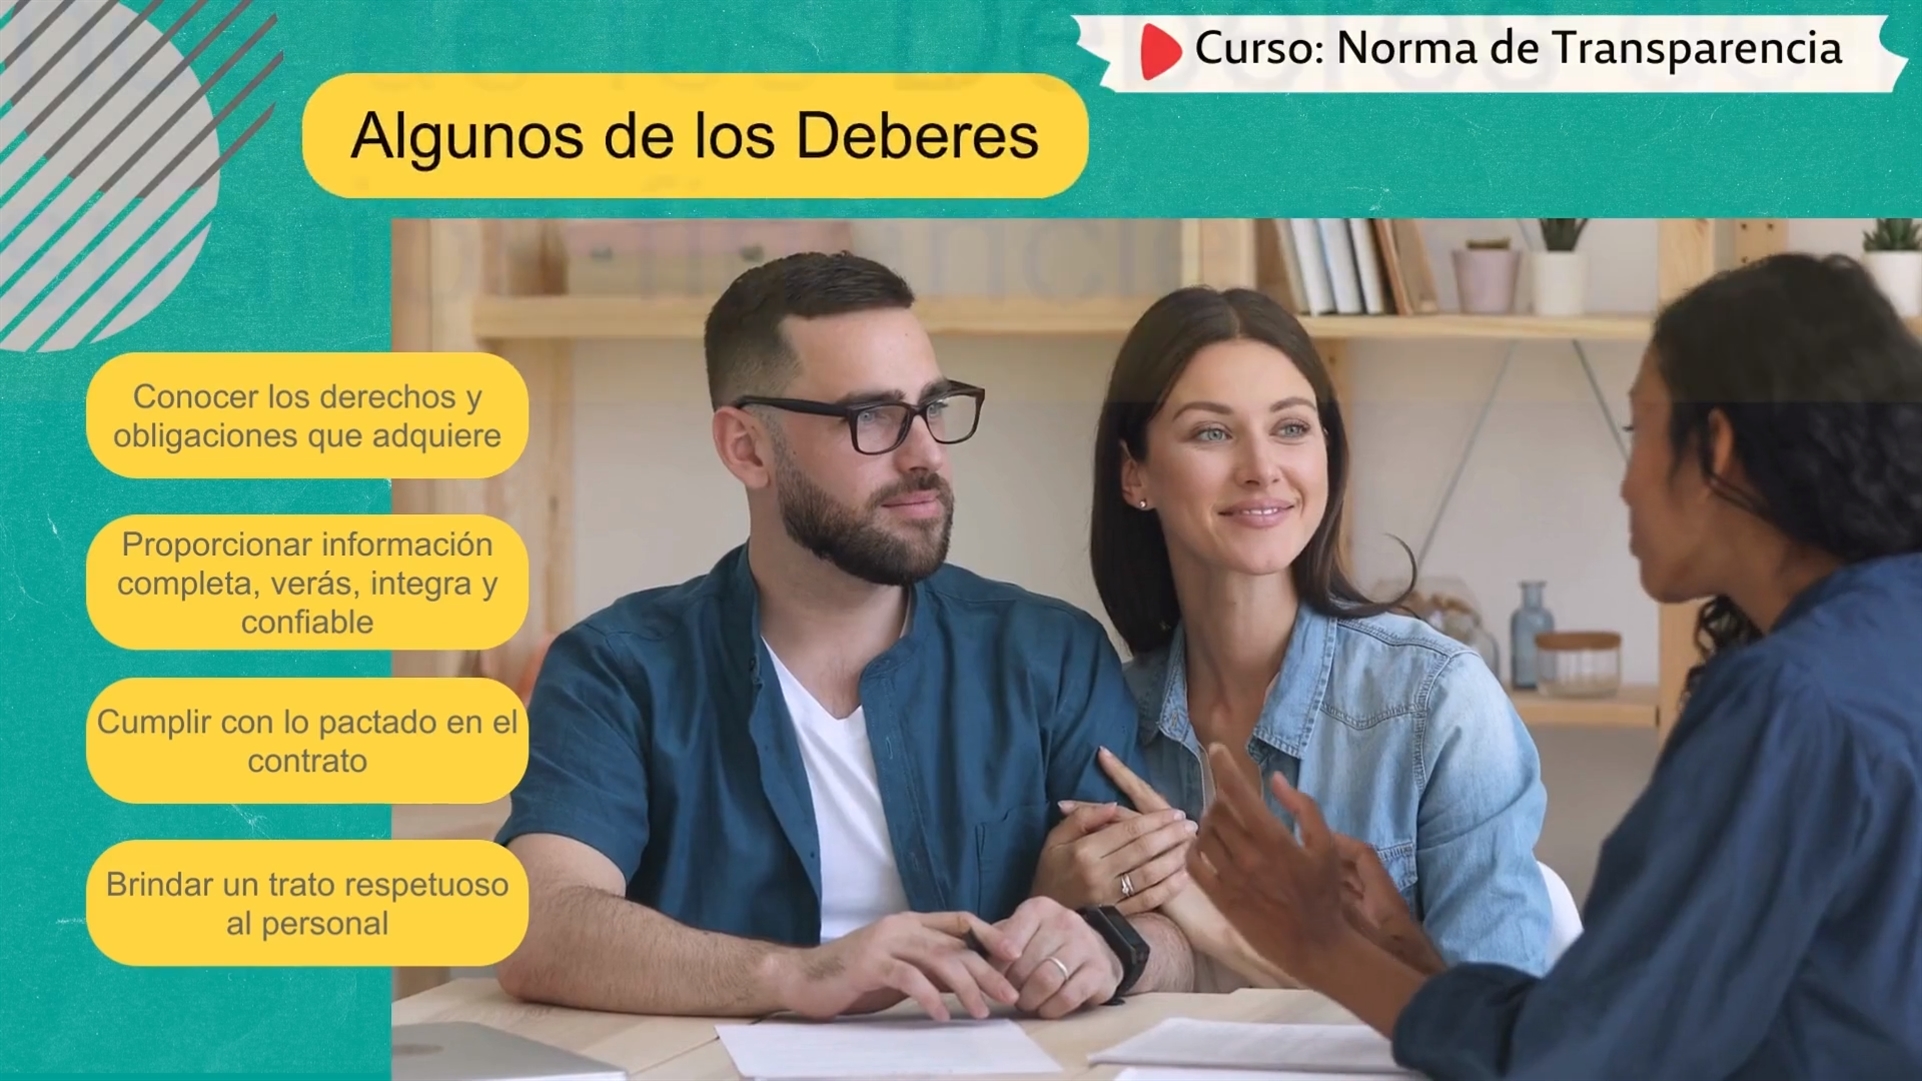 Curso: Norma de Transparencia
Algunos de los Deberes
Conocer los derechos y
obligaciones que adquiere
Proporcionar información
completa, verás, integra y
confiable
Cumplir con lo pactado en el
contrato
Brindar un trato respetuoso
al personal